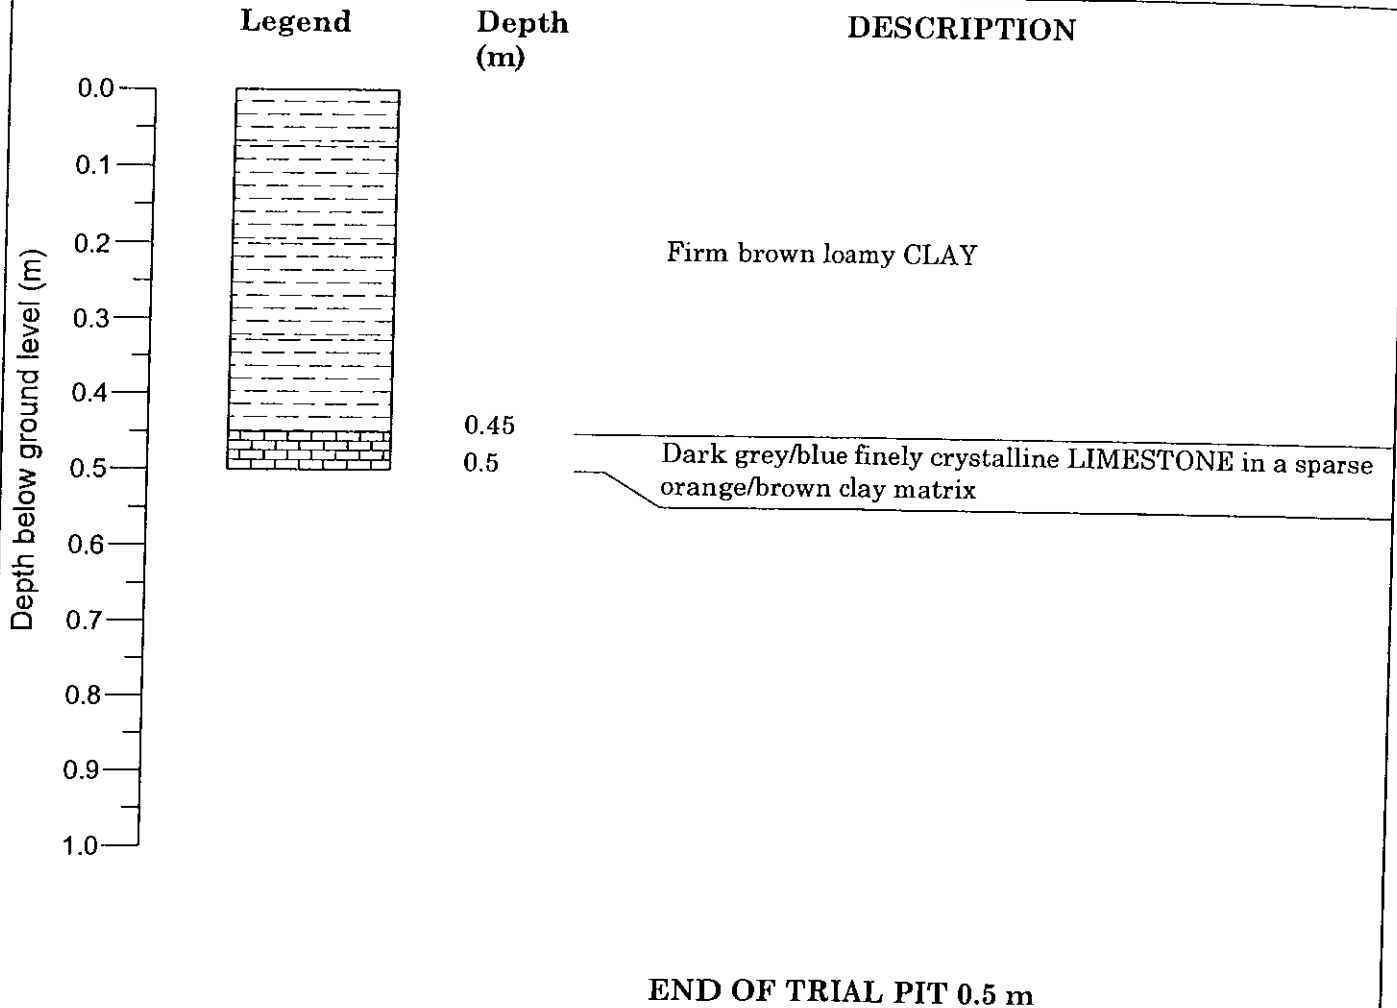 Legend
Depth
(m)
DESCRIPTION
Depth below ground level (m)
0.0
0.1
0.2
0.3
0.4
0.5
0.6
0.7
0.8
0.9
1.0
Firm brown loamy CLAY
0.45
0.5
Dark grey/blue finely crystalline LIMESTONE in a sparse
orange/brown clay matrix
END OF TRIAL PIT 0.5 m